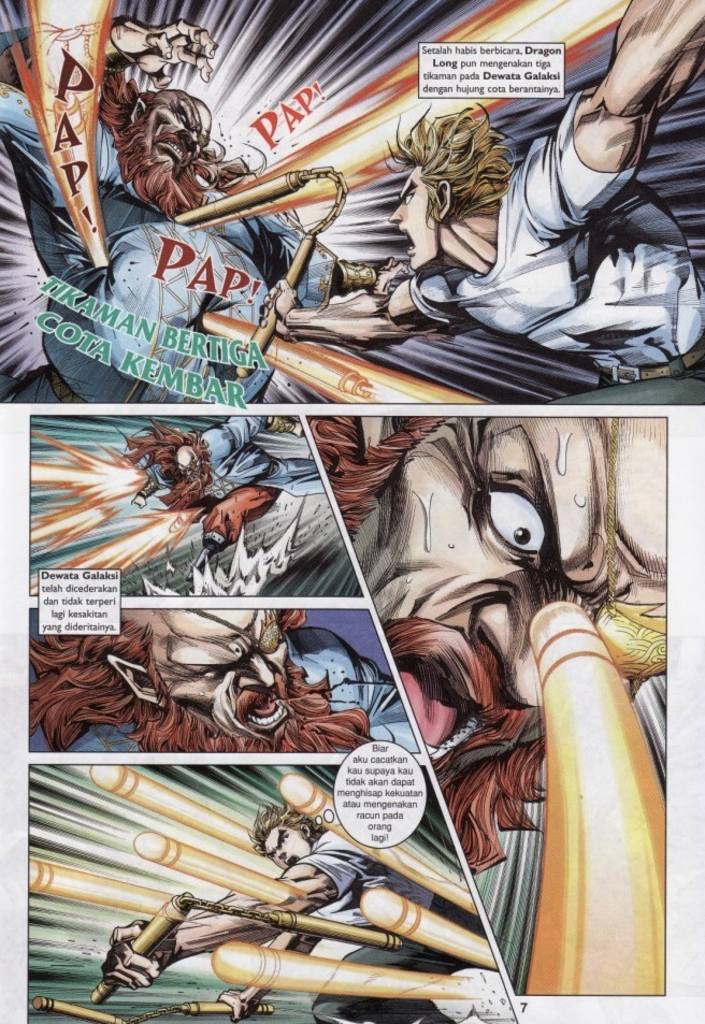 Setalah habis berbicara, Dragon
Long pun mengenakan tiga
tikaman pada Dewata Galaksi
dengan hujung cota berantainya.
PAP!
PAP!
PAP!
TIKAMAN BERTIGA
COTA KEMBAR
Dewata Galaksi
telah dicederakan
dan tidak terperi
lagi kesakitan
yang dideritainya.
Biar
aku cacatkan
kau supaya kau
tidak akan dapat
menghisap kekuatan
atau mengenakan
racun pada
orang
lagi!
7